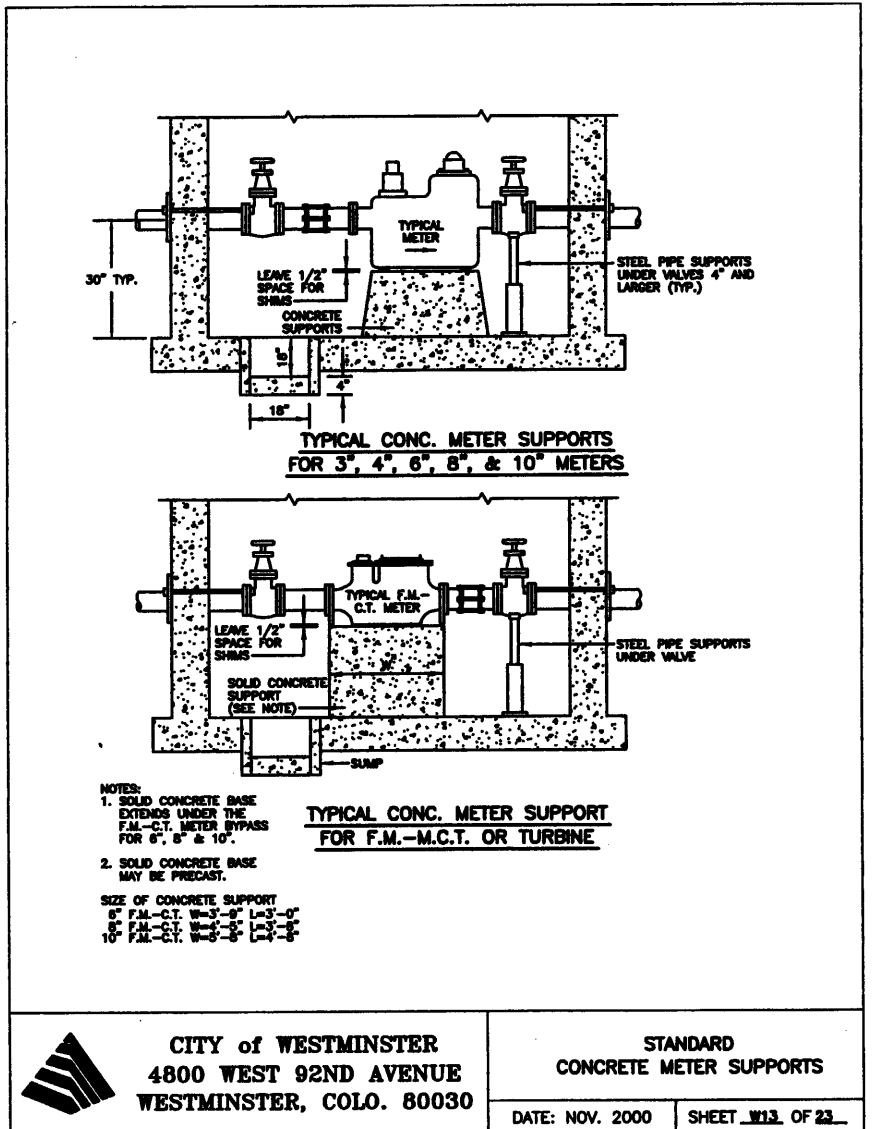 30" TYP.
TYPICAL
METER
LEAVE 1/2"
SPACE FOR
SHIMS
CONCRETE
SUPPORTS
STEEL PIPE SUPPORTS
UNDER VALVES 4" AND
LARGER (TYP.)
18"
4"
18"
TYPICAL CONC. METER SUPPORTS
FOR 3", 4", 6", 8", & 10" METERS
TYPICAL F.M.-
C.T. METER
LEAVE 1/2"
SPACE FOR
SHIMS
STEEL PIPE SUPPORTS
UNDER VALVE
SOLID CONCRETE
SUPPORT
(SEE NOTE)
SUMP
NOTES:
1. SOLID CONCRETE BASE
EXTENDS UNDER THE
F.M.-C.T. METER BYPASS
FOR 6", 8" & 10".
2. SOLID CONCRETE BASE
MAY BE PRECAST.
TYPICAL CONC. METER SUPPORT
FOR F.M.-M.C.T. OR TURBINE
SIZE OF CONCRETE SUPPORT
6" F.M.-C.T. W=3'-9" L=3'-0"
8" F.M.-C.T.
10" F.M.-C.T.
CITY of WESTMINSTER
4800 WEST 92ND AVENUE
WESTMINSTER, COLO. 80030
STANDARD
CONCRETE METER SUPPORTS
DATE: NOV. 2000
SHEET W13 OF 23